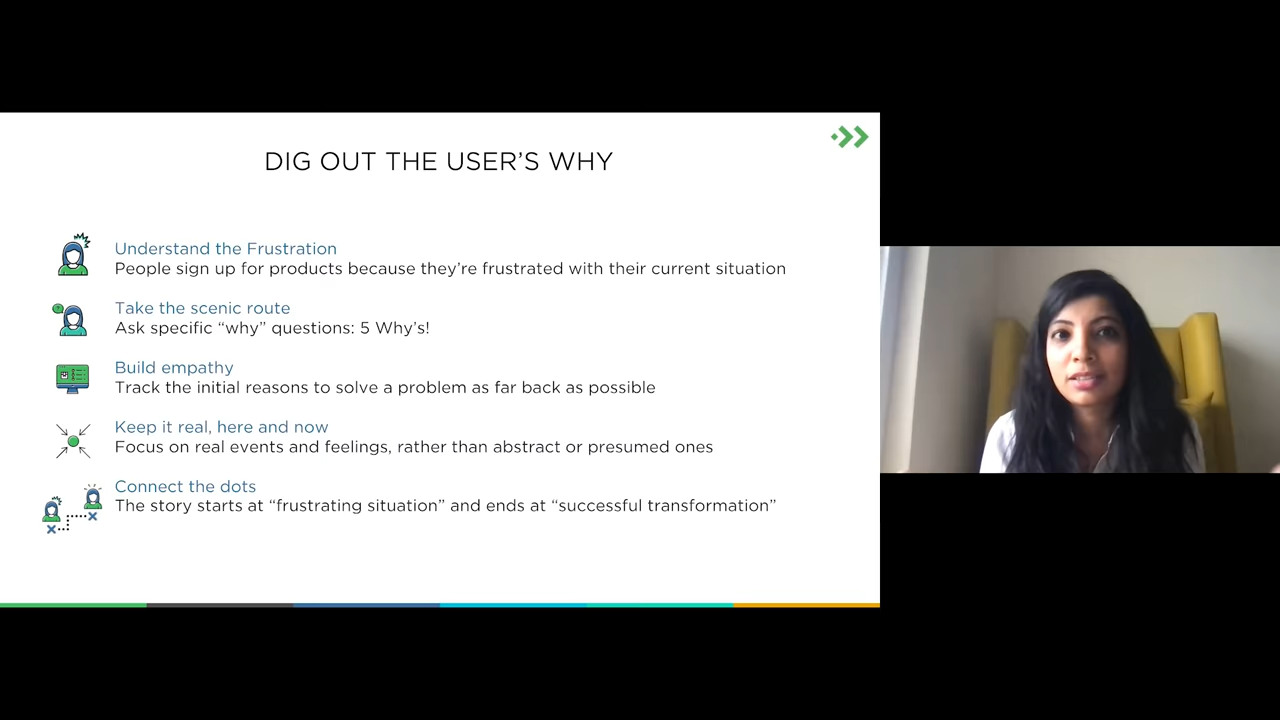 DIG OUT THE USER’S WHY
Understand the Frustration
People sign up for products because they’re frustrated with their current situation
Take the scenic route
Ask specific “why” questions: 5 Why’s!
Build empathy
Track the initial reasons to solve a problem as far back as possible
Keep it real, here and now
Focus on real events and feelings, rather than abstract or presumed ones
Connect the dots
The story starts at “frustrating situation” and ends at “successful transformation”